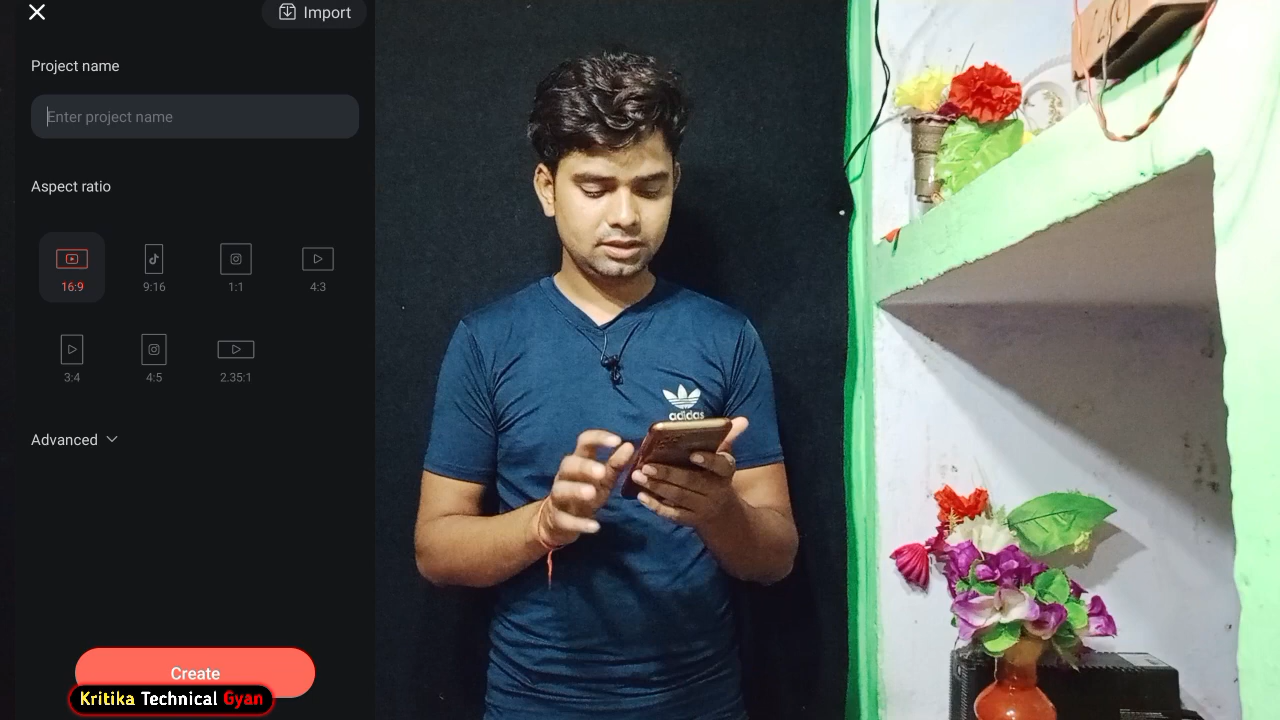 Import
Project name
Enter project name
Aspect ratio
16:9
9:16
1:1
4:3
3:4
4:5
2.35:1
Advanced
Create
Kritika Technical Gyan
adidas